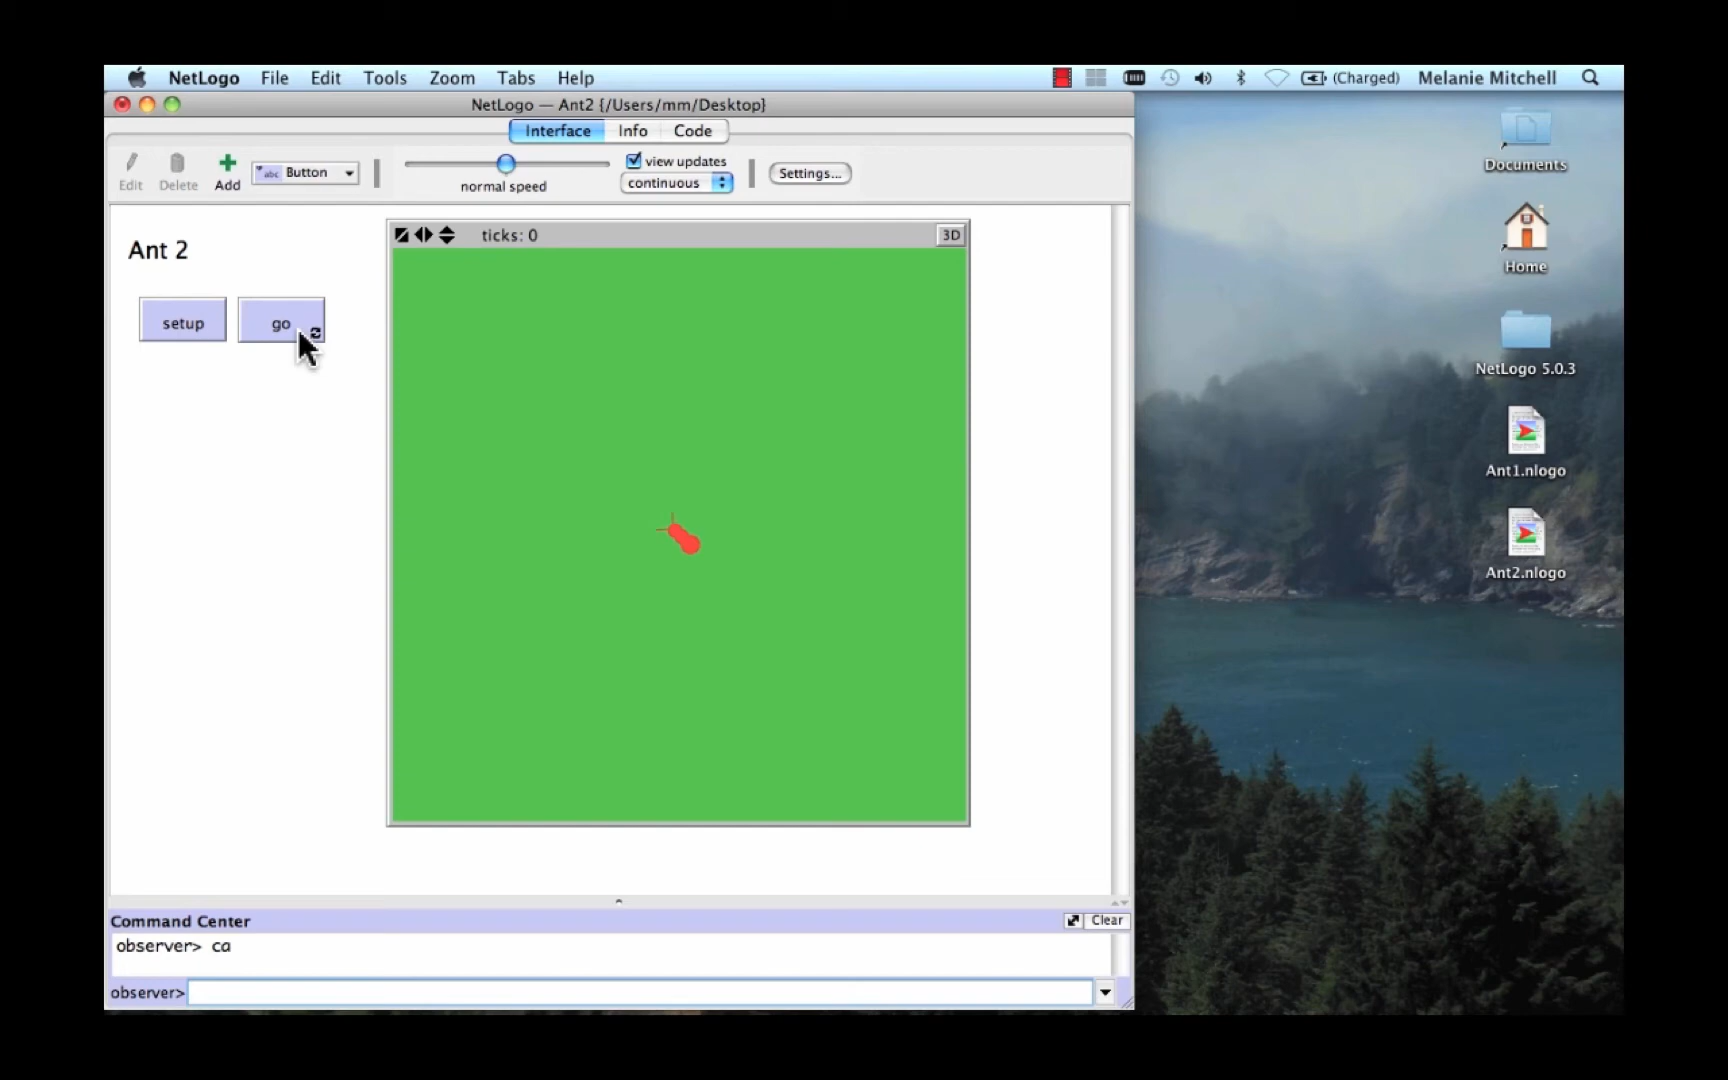 NetLogo File Edit Tools Zoom Tabs Help (Charged) Melanie Mitchell
NetLogo — Ant2 {/Users/mm/Desktop}
Interface Info Code
Edit Delete Add abc Button normal speed view updates continuous Settings...
Ant 2
setup go
ticks: 0 3D
Command Center Clear
observer> ca
observer>
Documents
Home
NetLogo 5.0.3
Ant1.nlogo
Ant2.nlogo